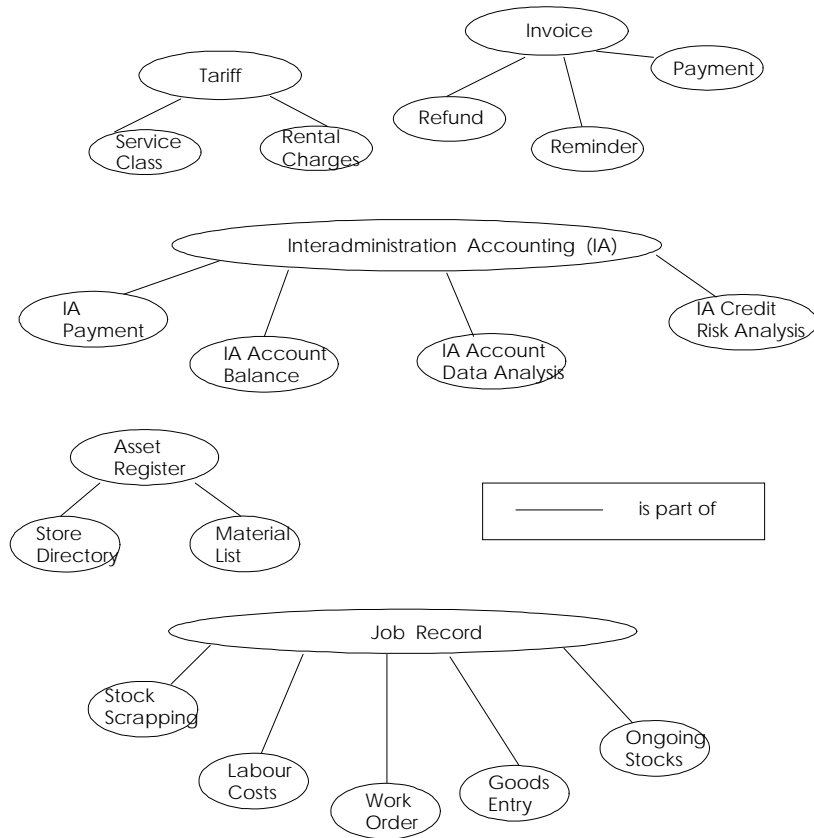 Invoice
Tariff
Payment
Refund
Service
Class
Rental
Charges
Reminder
Interadministration Accounting (IA)
IA
Payment
IA Account
Balance
IA Account
Data Analysis
IA Credit
Risk Analysis
Asset
Register
Store
Directory
Material
List
is part of
Job Record
Stock
Scrapping
Labour
Costs
Work
Order
Goods
Entry
Ongoing
Stocks